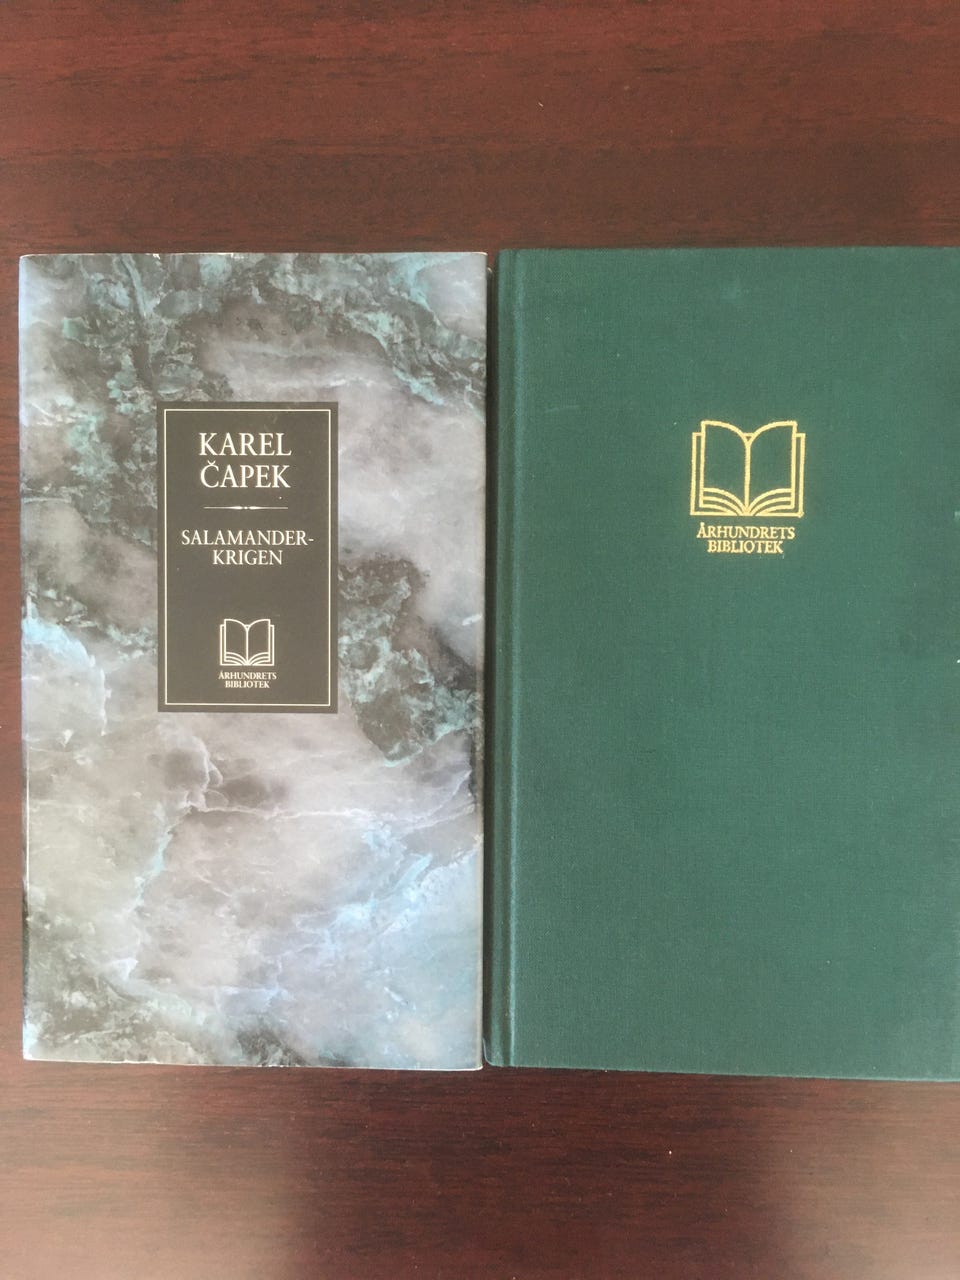 KAREL
ČAPEK
SALAMANDER-
KRIGEN
ÅRHUNDRETS
BIBLIOTEK
ÅRHUNDRETS
BIBLIOTEK